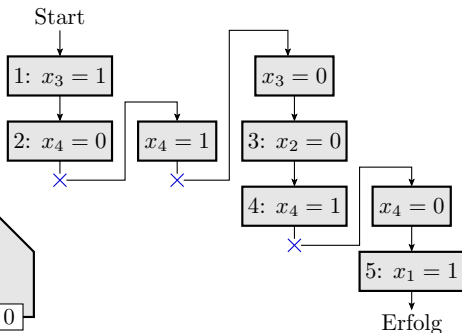 Start
1: x₃ = 1
x₃ = 0
2: x₄ = 0
x₄ = 1
3: x₂ = 0
4: x₄ = 1
x₄ = 0
5: x₁ = 1
0
Erfolg